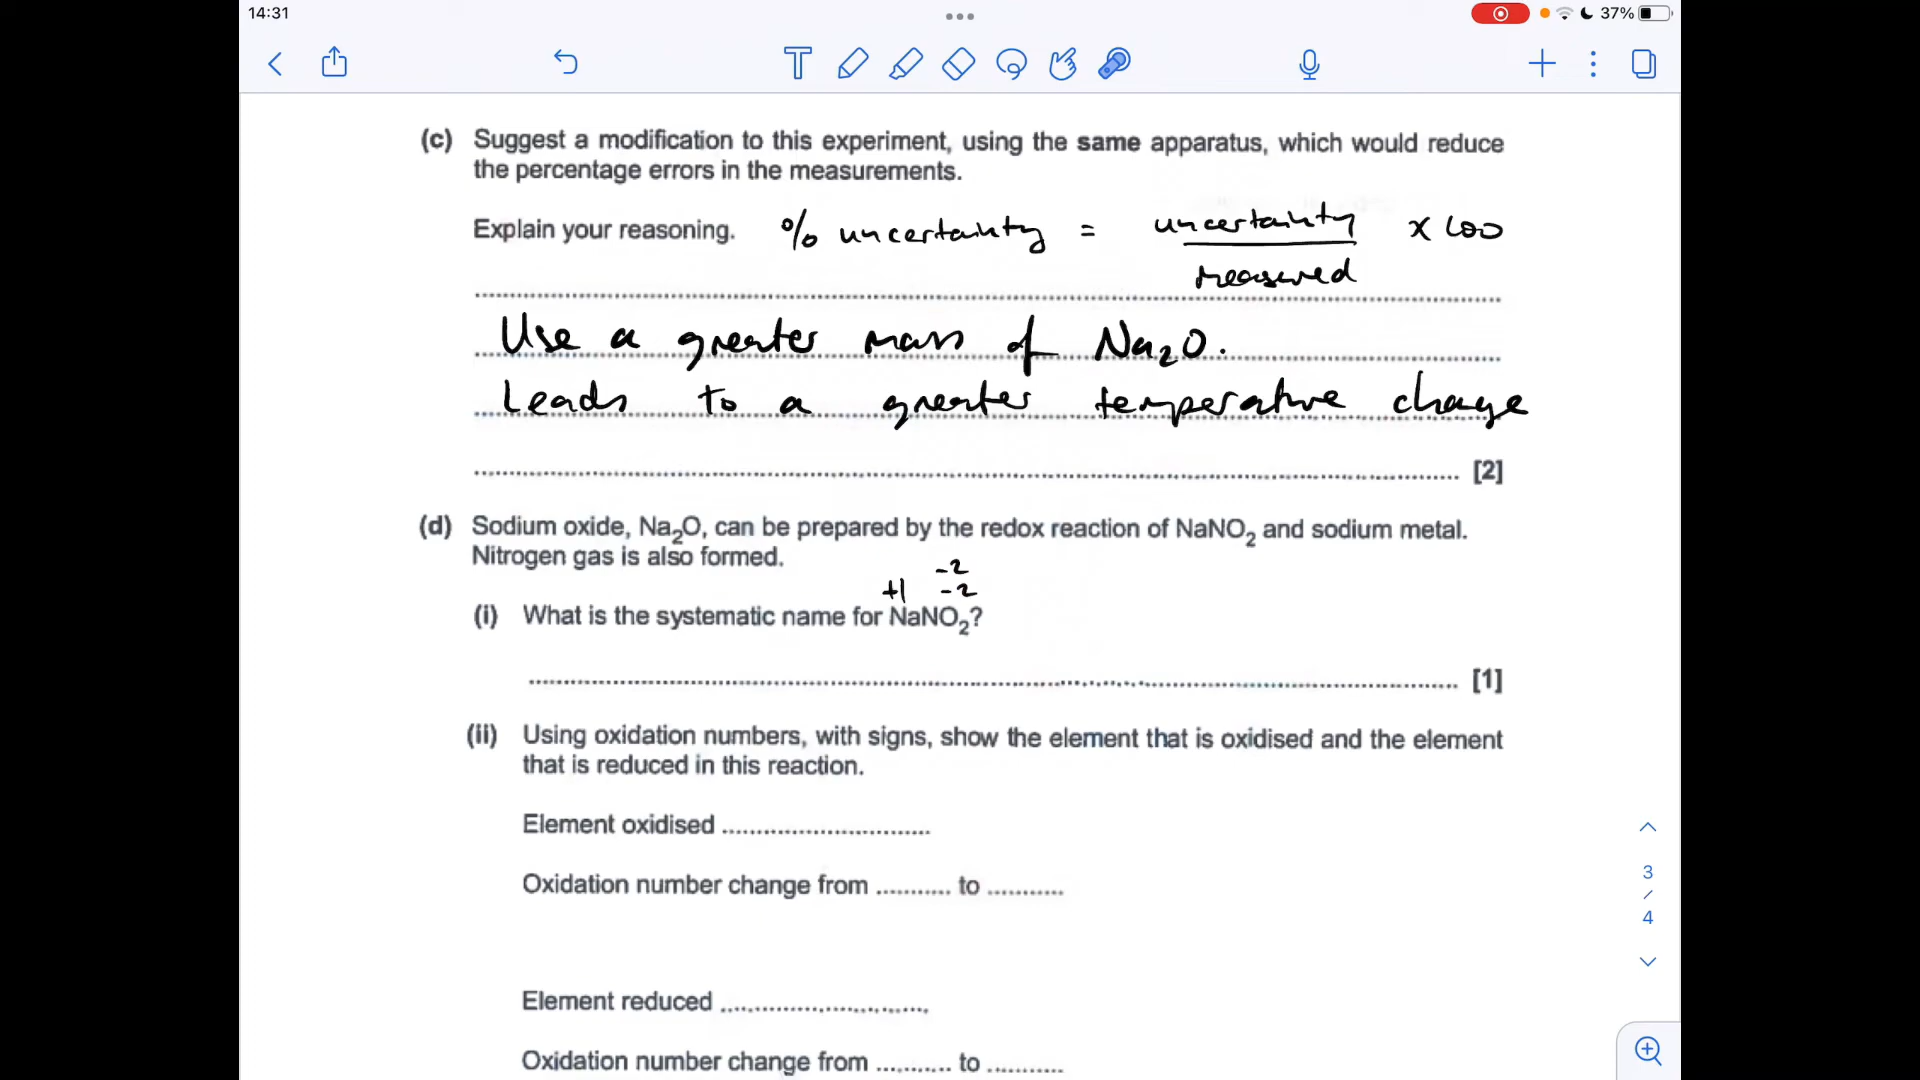 14:31
37%
(c) Suggest a modification to this experiment, using the same apparatus, which would reduce
the percentage errors in the measurements.
Explain your reasoning. % uncertainty = uncertainty x 100
measured
Use a greater mass of Na₂O.
Leads to a greater temperature change
[2]
(d) Sodium oxide, Na₂O, can be prepared by the redox reaction of NaNO₂ and sodium metal.
Nitrogen gas is also formed.
-2
+1 -2
(i) What is the systematic name for NaNO₂?
[1]
(ii) Using oxidation numbers, with signs, show the element that is oxidised and the element
that is reduced in this reaction.
Element oxidised
Oxidation number change from to
3
/
4
Element reduced
Oxidation number change from to